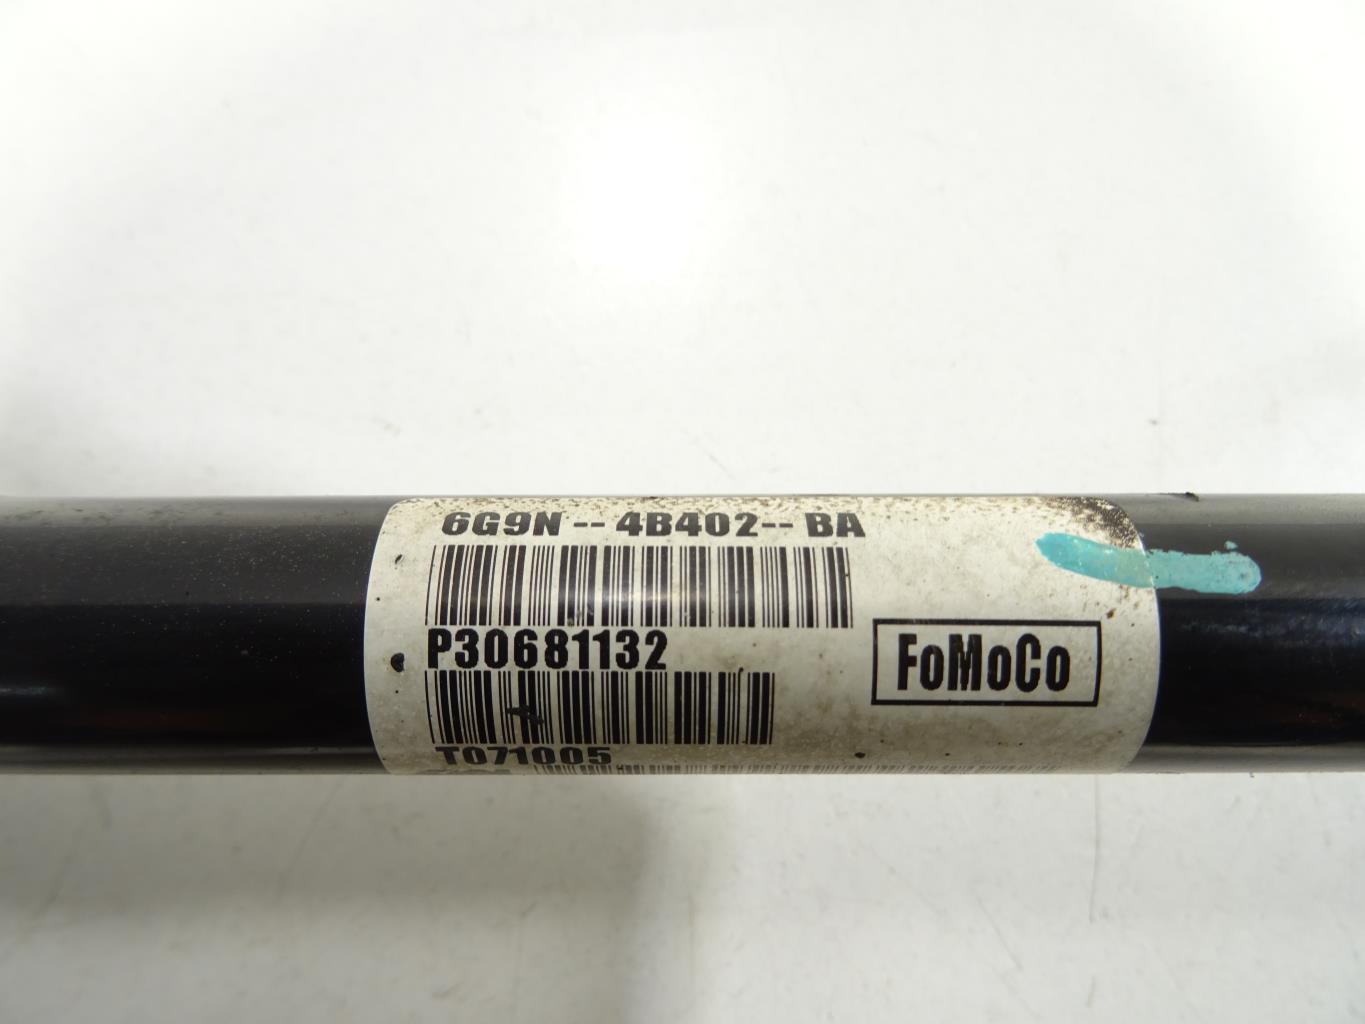 6G9N -- 4B402-- BA
P30681132
FoMoCo
T071005